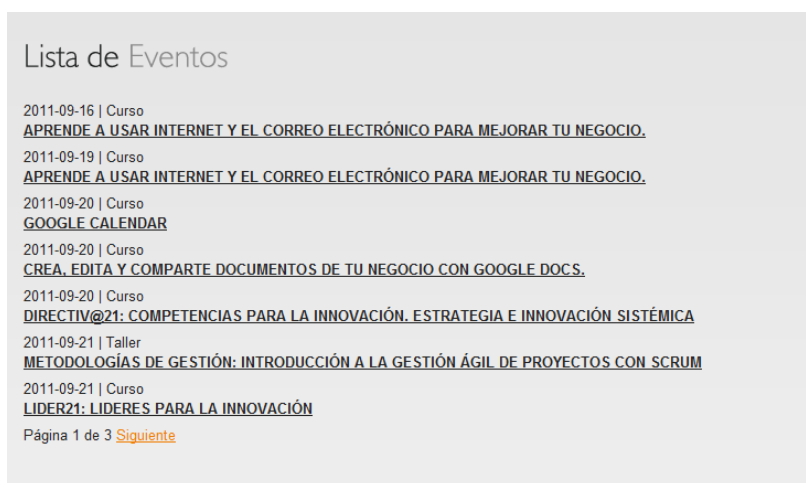 Lista de Eventos
2011-09-16 | Curso
APRENDE A USAR INTERNET Y EL CORREO ELECTRÓNICO PARA MEJORAR TU NEGOCIO.
2011-09-19 | Curso
APRENDE A USAR INTERNET Y EL CORREO ELECTRÓNICO PARA MEJORAR TU NEGOCIO.
2011-09-20 | Curso
GOOGLE CALENDAR
2011-09-20 | Curso
CREA, EDITA Y COMPARTE DOCUMENTOS DE TU NEGOCIO CON GOOGLE DOCS.
2011-09-20 | Curso
DIRECTIV@21: COMPETENCIAS PARA LA INNOVACIÓN. ESTRATEGIA E INNOVACIÓN SISTÉMICA
2011-09-21 | Taller
METODOLOGÍAS DE GESTIÓN: INTRODUCCIÓN A LA GESTIÓN ÁGIL DE PROYECTOS CON SCRUM
2011-09-21 | Curso
LIDER21: LIDERES PARA LA INNOVACIÓN
Página 1 de 3 Siguiente